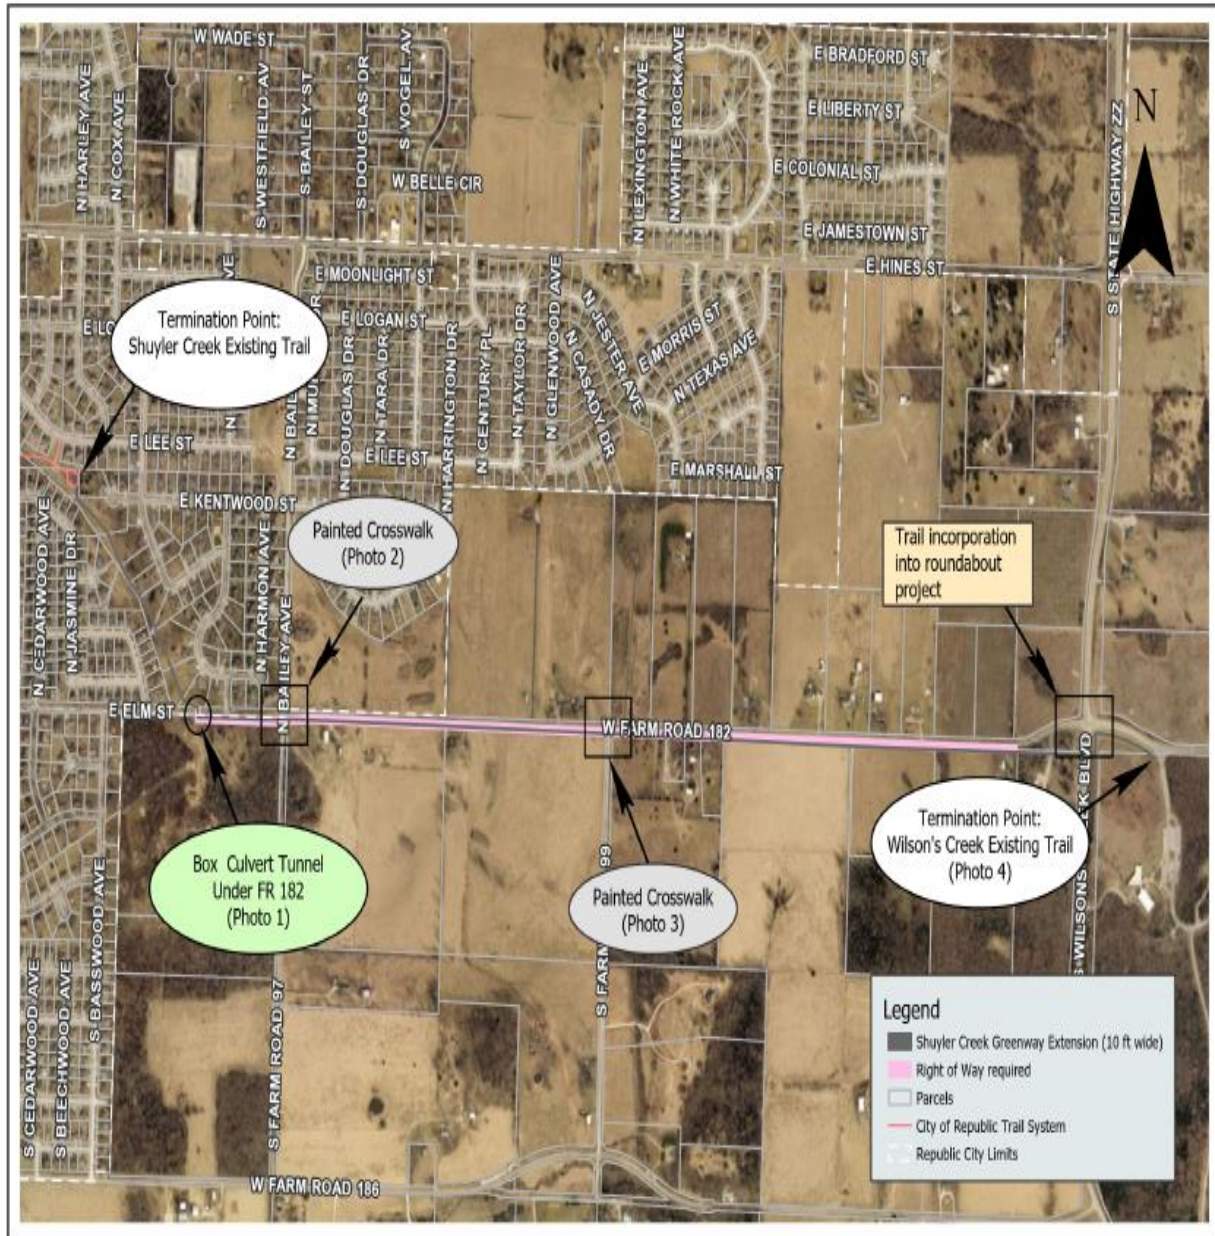 W WADE ST
N HARLEY AVE
N COX AVE
S WESTFIELD AV
S BAILEY ST
S DOUGLAS DR
S VOGEL AV
W BELLE CIR
N LEXINGTON AVE
N WHITE ROCK AVE
E BRADFORD ST
E LIBERTY ST
E COLONIAL ST
E JAMESTOWN ST
E HINES ST
S STATE HIGHWAY ZZ
N
E MOONLIGHT ST
E LOGAN ST
Termination Point:
Shuyler Creek Existing Trail
N DOUGLAS DR
N TARA DR
N HARRINGTON DR
N CENTURY PL
N TAYLOR DR
N GLENWOOD AVE
N CASADY DR
N JESTER AVE
E MORRIS ST
N TEXAS AVE
E LEE ST
E LEE ST
E MARSHALL ST
E KENTWOOD ST
Painted Crosswalk
(Photo 2)
Trail incorporation
into roundabout
project
N CEDARWOOD AVE
N JASMINE DR
N HARMON AVE
N BAILEY AVE
E ELM ST
W FARM ROAD 182
Termination Point:
Wilson's Creek Existing Trail
(Photo 4)
Box Culvert Tunnel
Under FR 182
(Photo 1)
Painted Crosswalk
(Photo 3)
S BASSWOOD AVE
S CEDARWOOD AVE
S BEECHWOOD AVE
S FARM ROAD 97
S FARM
99
S WILSONS
EK BLVD
W FARM ROAD 186
Legend
Shuyler Creek Greenway Extension (10 ft wide)
Right of Way required
Parcels
City of Republic Trail System
Republic City Limits